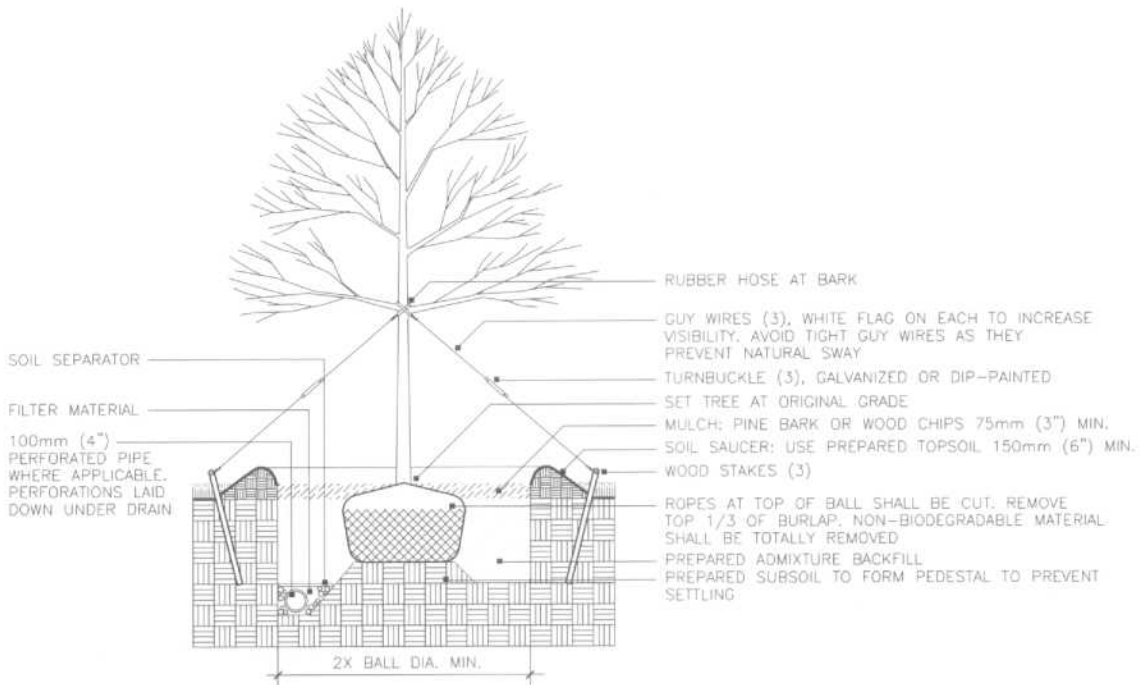 RUBBER HOSE AT BARK
GUY WIRES (3), WHITE FLAG ON EACH TO INCREASE
VISIBILITY. AVOID TIGHT GUY WIRES AS THEY
PREVENT NATURAL SWAY
TURNBUCKLE (3), GALVANIZED OR DIP-PAINTED
SET TREE AT ORIGINAL GRADE
MULCH: PINE BARK OR WOOD CHIPS 75mm (3") MIN.
SOIL SAUCER: USE PREPARED TOPSOIL 150mm (6") MIN.
WOOD STAKES (3)
ROPES AT TOP OF BALL SHALL BE CUT. REMOVE
TOP 1/3 OF BURLAP. NON-BIODEGRADABLE MATERIAL
SHALL BE TOTALLY REMOVED
PREPARED ADMIXTURE BACKFILL
PREPARED SUBSOIL TO FORM PEDESTAL TO PREVENT
SETTLING
SOIL SEPARATOR
FILTER MATERIAL
100mm (4")
PERFORATED PIPE
WHERE APPLICABLE.
PERFORATIONS LAID
DOWN UNDER DRAIN
2X BALL DIA. MIN.